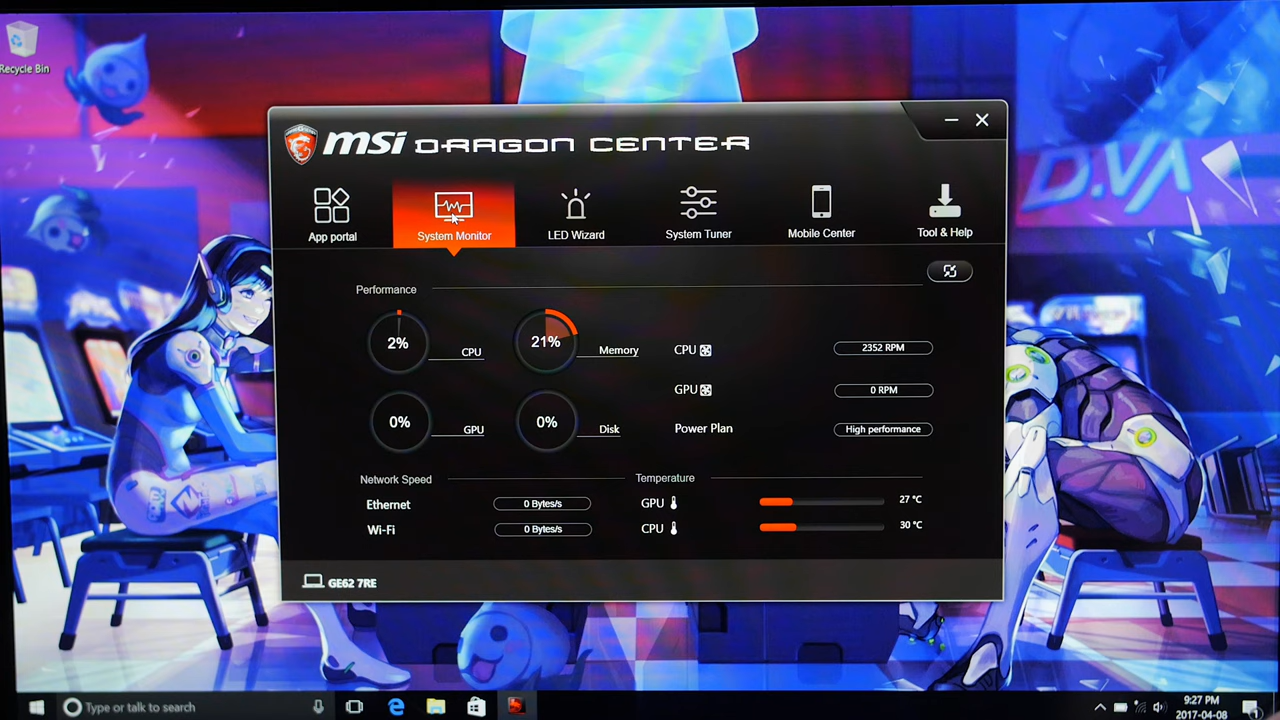 Recycle Bin
D.VA
msi DRAGON CENTER
App portal
System Monitor
LED Wizard
System Tuner
Mobile Center
Tool & Help
Performance
2%
CPU
21%
Memory
CPU
2352 RPM
GPU
0 RPM
0%
GPU
0%
Disk
Power Plan
High performance
Network Speed
Temperature
Ethernet
0 Bytes/s
GPU
27 °C
Wi-Fi
0 Bytes/s
CPU
30 °C
GE62 7RE
Type or talk to search
9:27 PM
2017-04-08
1